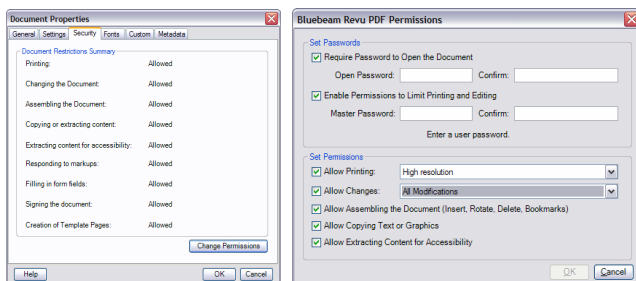 Document Properties
General Settings Security Fonts Custom Metadata
Document Restrictions Summary
Printing: Allowed
Changing the Document: Allowed
Assembling the Document: Allowed
Copying or extracting content: Allowed
Extracting content for accessibility: Allowed
Responding to markups: Allowed
Filling in form fields: Allowed
Signing the document: Allowed
Creation of Template Pages: Allowed
Change Permissions
Help OK Cancel
Bluebeam Revu PDF Permissions
Set Passwords
Require Password to Open the Document
Open Password: Confirm:
Enable Permissions to Limit Printing and Editing
Master Password: Confirm:
Enter a user password.
Set Permissions
Allow Printing: High resolution
Allow Changes: All Modifications
Allow Assembling the Document (Insert, Rotate, Delete, Bookmarks)
Allow Copying Text or Graphics
Allow Extracting Content for Accessibility
OK Cancel